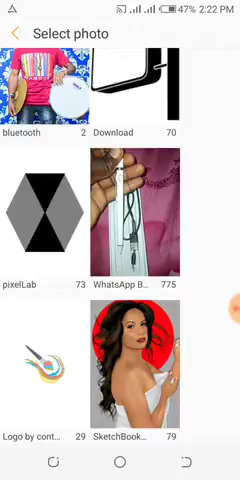 47% 2:22 PM
Select photo
bluetooth 2
Download 70
pixelLab 73
WhatsApp B... 775
Logo by cont... 29
SketchBook... 79